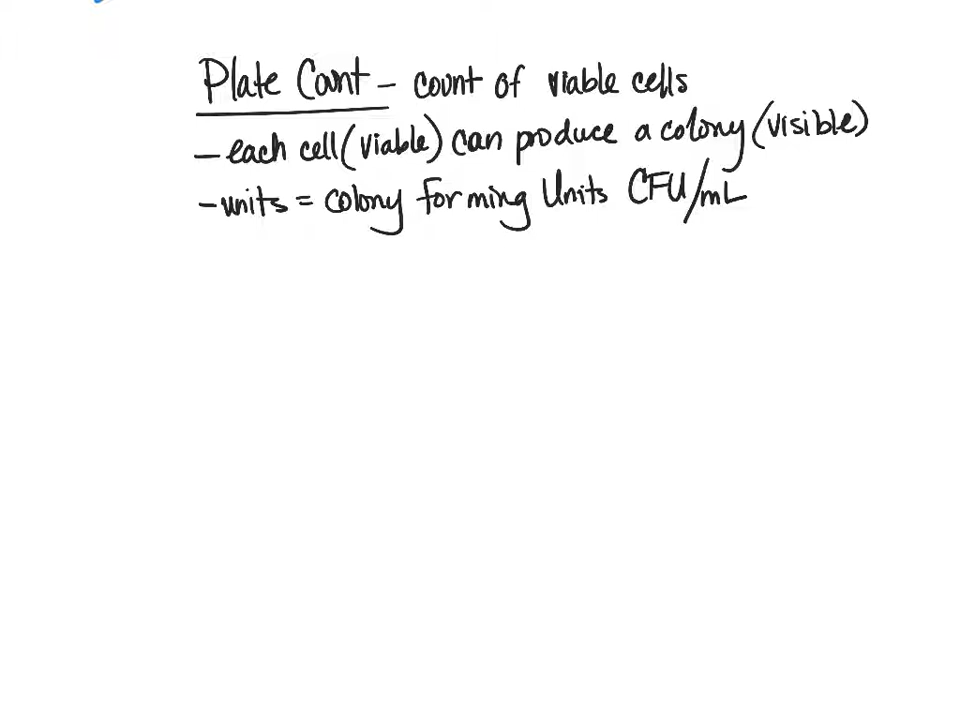 Plate Count - count of viable cells
- each cell (viable) can produce a colony (visible)
- units = colony forming Units CFU/mL